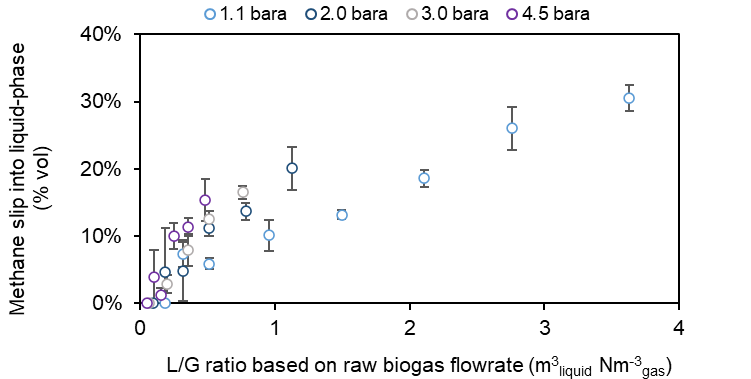 1.1 bara 2.0 bara 3.0 bara 4.5 bara
40%
30%
20%
10%
0%
0 1 2 3 4
Methane slip into liquid-phase
(% vol)
L/G ratio based on raw biogas flowrate (m³liquid Nm⁻³gas)